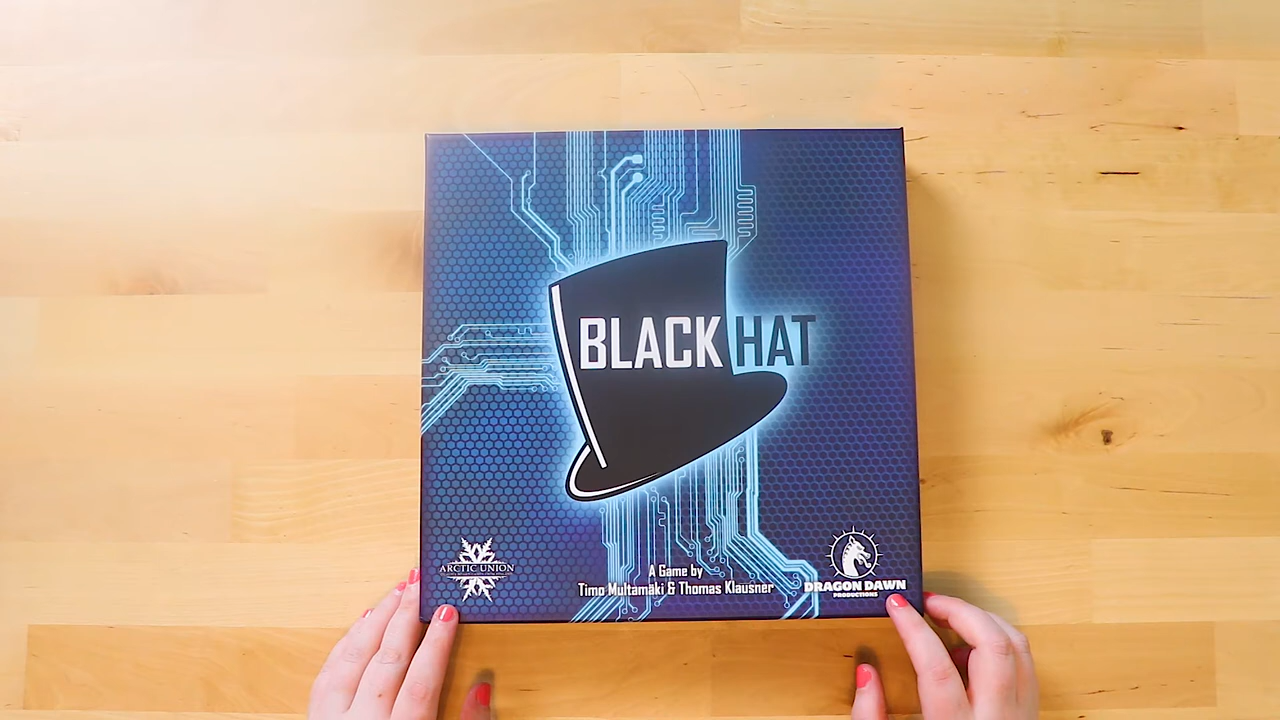 BLACK HAT
A Game by
Timo Multamäki & Thomas Klausner
ARCTIC UNION
DRAGON DAWN
PRODUCTIONS